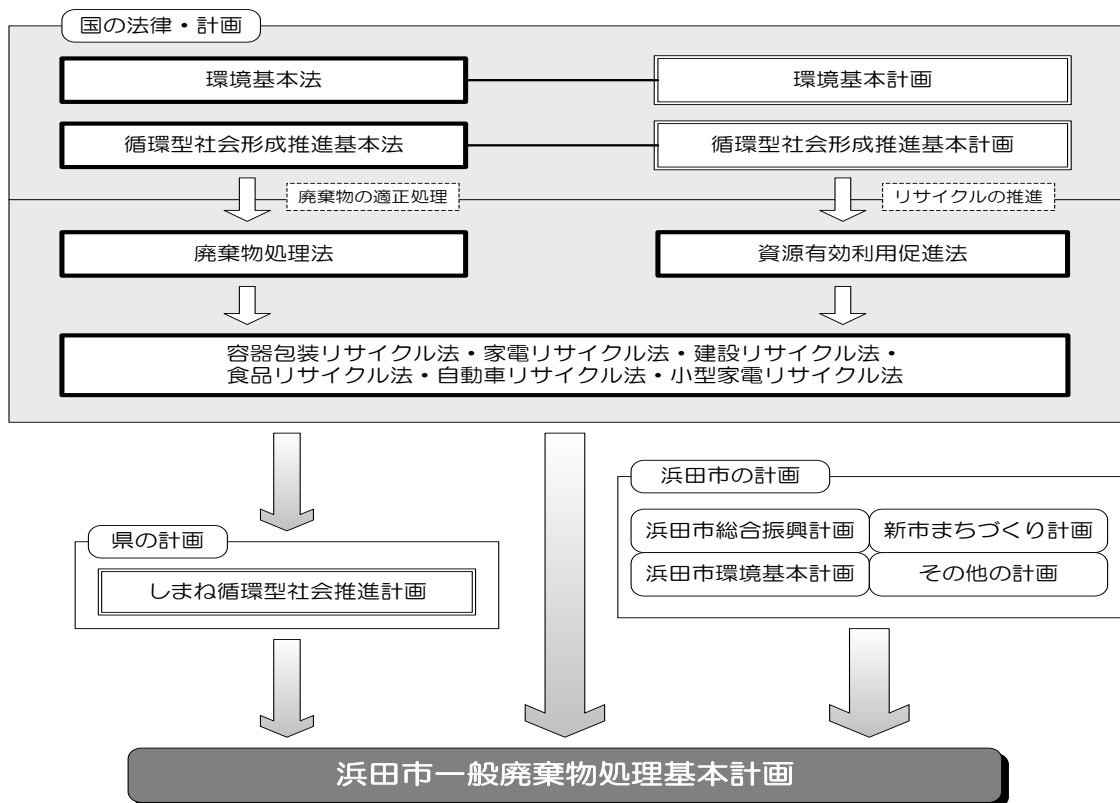 国の法律・計画
環境基本法
環境基本計画
循環型社会形成推進基本法
循環型社会形成推進基本計画
廃棄物の適正処理
リサイクルの推進
廃棄物処理法
資源有効利用促進法
容器包装リサイクル法・家電リサイクル法・建設リサイクル法・
食品リサイクル法・自動車リサイクル法・小型家電リサイクル法
県の計画
しまね循環型社会推進計画
浜田市の計画
浜田市総合振興計画
新市まちづくり計画
浜田市環境基本計画
その他の計画
浜田市一般廃棄物処理基本計画